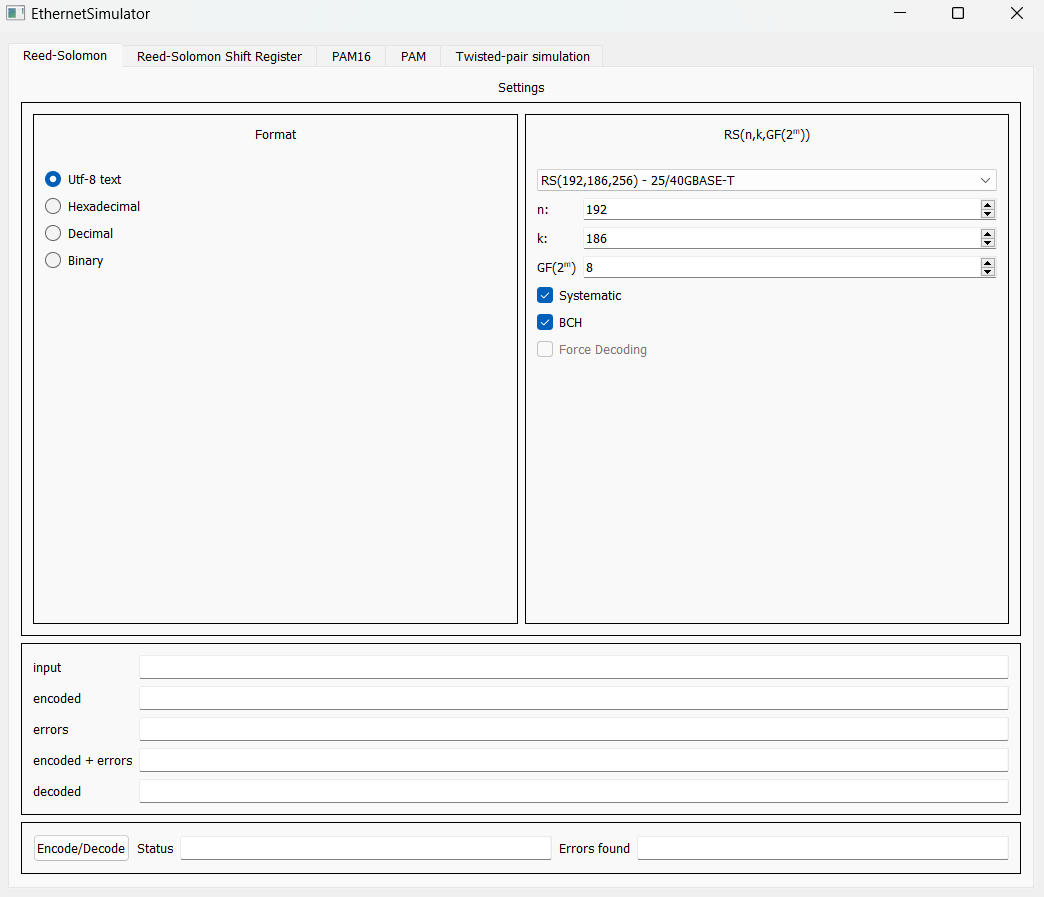 EthernetSimulator
Reed-Solomon Reed-Solomon Shift Register PAM16 PAM Twisted-pair simulation
Settings
Format
Utf-8 text
Hexadecimal
Decimal
Binary
RS(n,k,GF(2ᵐ))
RS(192,186,256) - 25/40GBASE-T
n: 192
k: 186
GF(2ᵐ) 8
Systematic
BCH
Force Decoding
input
encoded
errors
encoded + errors
decoded
Encode/Decode Status Errors found